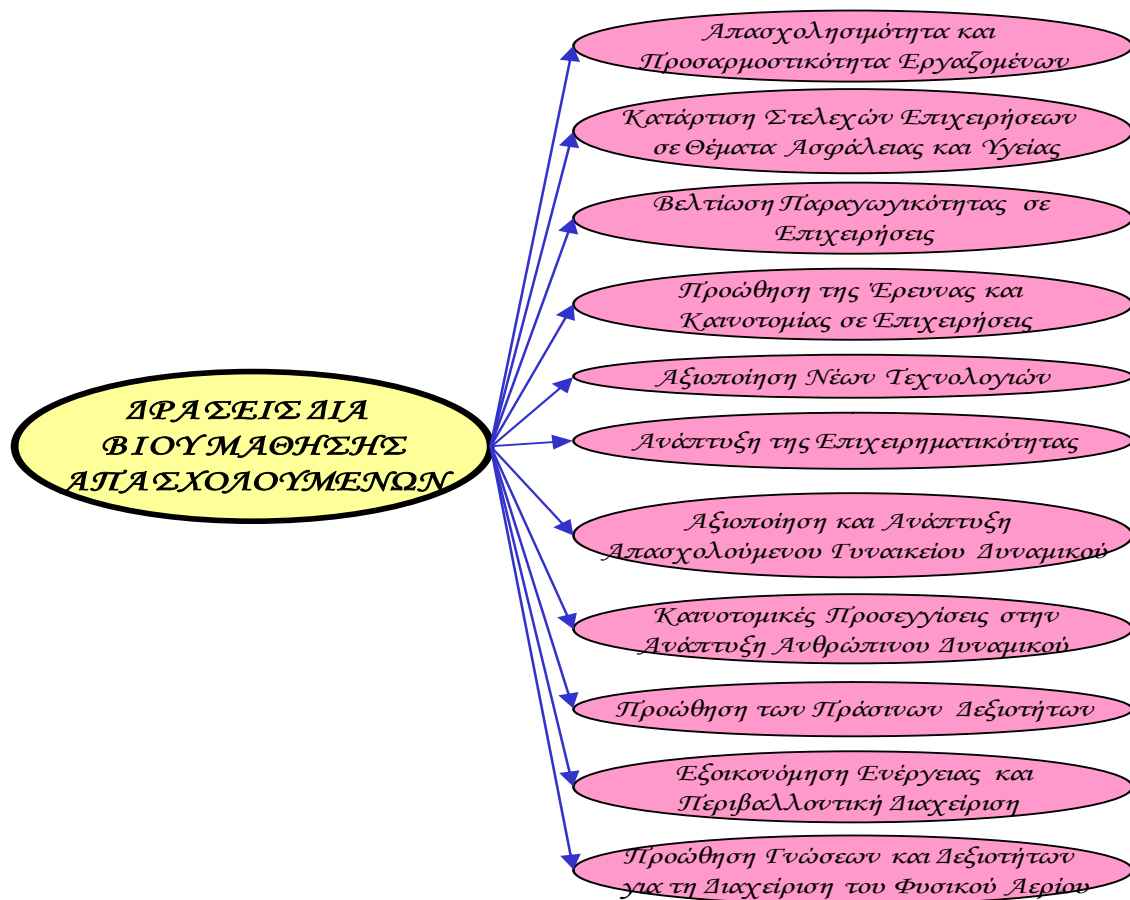 ΔΡΑΣΕΙΣ ΔΙΑ
ΒΙΟΥ ΜΑΘΗΣΗΣ
ΑΠΑΣΧΟΛΟΥΜΕΝΩΝ
Απασχολησιμότητα και
Προσαρμοστικότητα Εργαζομένων
Κατάρτιση Στελεχών Επιχειρήσεων
σε Θέματα Ασφάλειας και Υγείας
Βελτίωση Παραγωγικότητας σε
Επιχειρήσεις
Προώθηση της Έρευνας και
Καινοτομίας σε Επιχειρήσεις
Αξιοποίηση Νέων Τεχνολογιών
Ανάπτυξη της Επιχειρηματικότητας
Αξιοποίηση και Ανάπτυξη
Απασχολούμενου Γυναικείου Δυναμικού
Καινοτομικές Προσεγγίσεις στην
Ανάπτυξη Ανθρώπινου Δυναμικού
Προώθηση των Πράσινων Δεξιοτήτων
Εξοικονόμηση Ενέργειας και
Περιβαλλοντική Διαχείριση
Προώθηση Γνώσεων και Δεξιοτήτων
για τη Διαχείριση του Φυσικού Αερίου